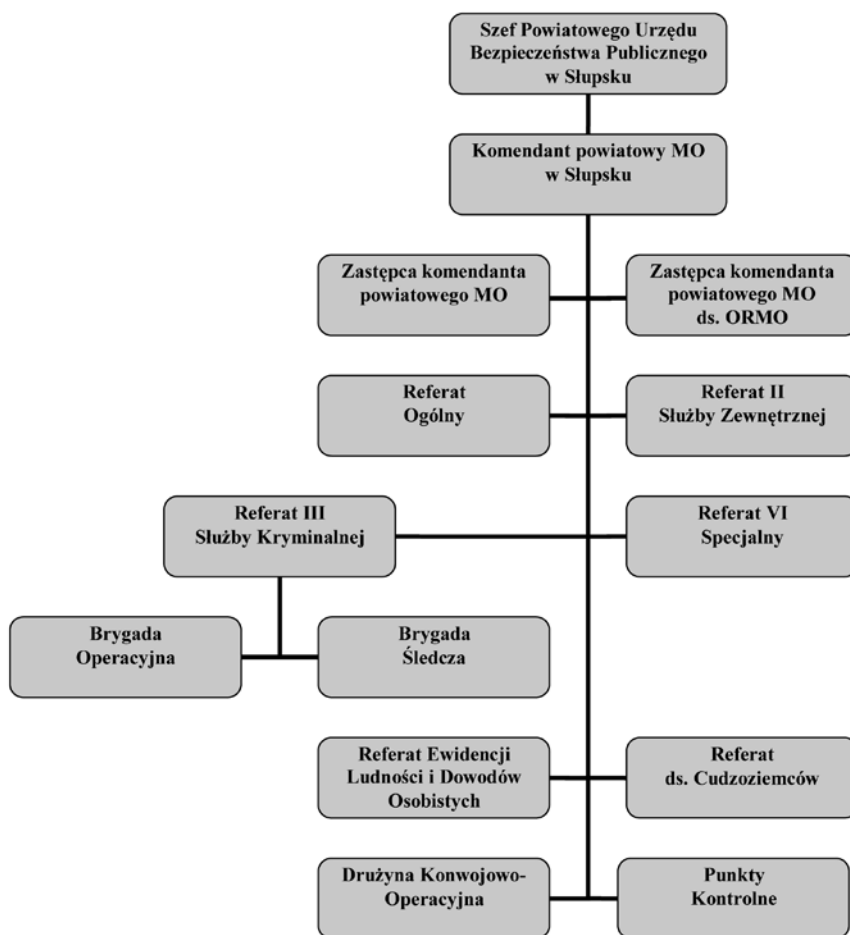 Szef Powiatowego Urzędu
Bezpieczeństwa Publicznego
w Słupsku
Komendant powiatowy MO
w Słupsku
Zastępca komendanta
powiatowego MO
Zastępca komendanta
powiatowego MO
ds. ORMO
Referat
Ogólny
Referat II
Służby Zewnętrznej
Referat III
Służby Kryminalnej
Referat VI
Specjalny
Brygada
Operacyjna
Brygada
Śledcza
Referat Ewidencji
Ludności i Dowodów
Osobistych
Referat
ds. Cudzoziemców
Drużyna Konwojowo-
Operacyjna
Punkty
Kontrolne